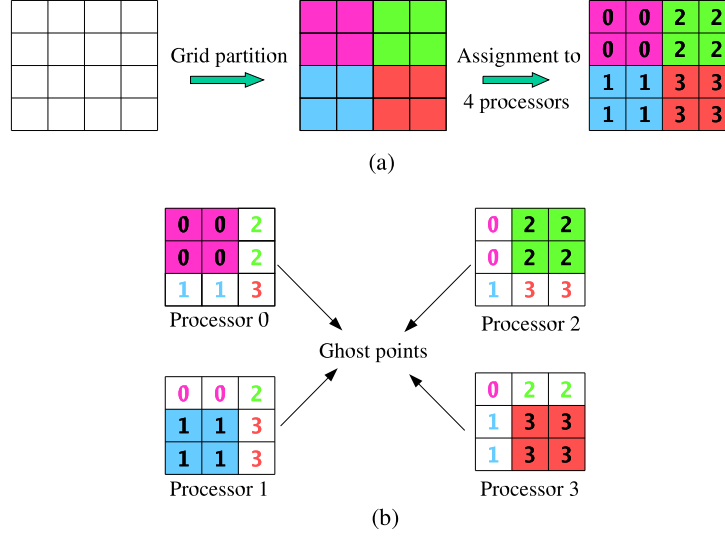 0 0 2 2
Grid partition
Assignment to
0 0 2 2
1 1 3 3
4 processors
1 1 3 3
(a)
0 0 2
0 0 2
1 1 3
Processor 0
0 2 2
0 2 2
1 3 3
Processor 2
Ghost points
0 0 2
1 1 3
1 1 3
Processor 1
0 2 2
1 3 3
1 3 3
Processor 3
(b)